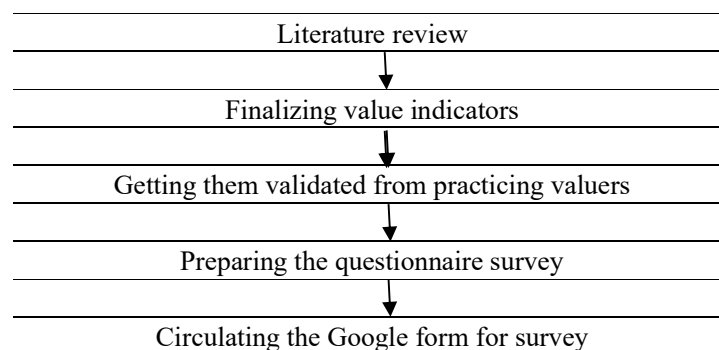 Literature review
Finalizing value indicators
Getting them validated from practicing valuers
Preparing the questionnaire survey
Circulating the Google form for survey